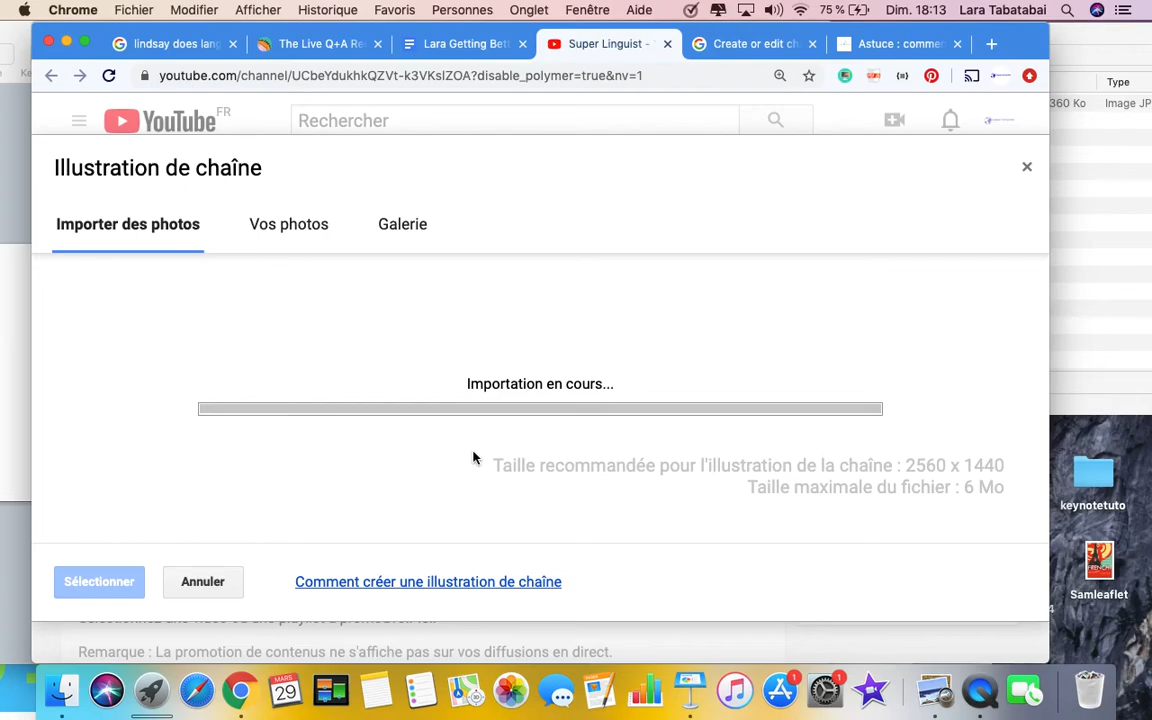 Chrome Fichier Modifier Afficher Historique Favoris Personnes Onglet Fenêtre Aide 75 % Dim. 18:13 Lara Tabatabai
lindsay does lang The Live Q+A Re Lara Getting Bett Super Linguist - Create or edit ch Astuce : commen
youtube.com/channel/UCbeYdukhkQZVt-k3VKslZOA?disable_polymer=true&nv=1
Type
360 Ko Image JP
YouTube FR Rechercher
Illustration de chaîne
Importer des photos Vos photos Galerie
Importation en cours...
Taille recommandée pour l'illustration de la chaîne : 2560 x 1440
Taille maximale du fichier : 6 Mo
keynotetuto
Sélectionner Annuler Comment créer une illustration de chaîne
Samleaflet
Remarque : La promotion de contenus ne s'affiche pas sur vos diffusions en direct.
MARS
29
1
1